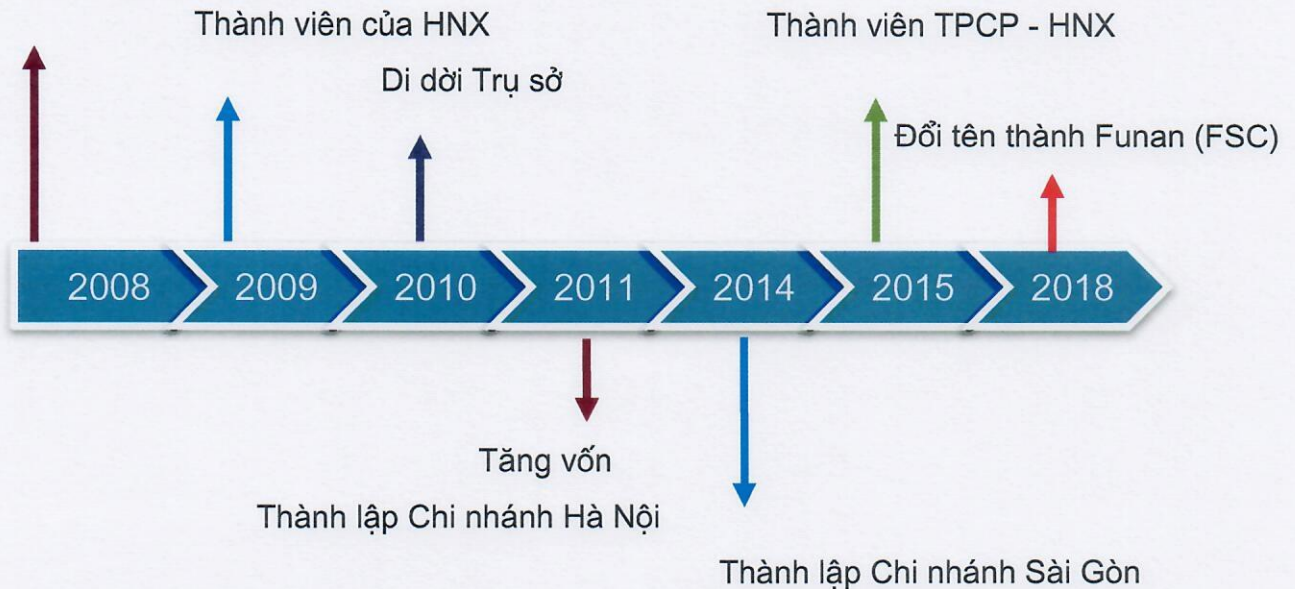 Thành viên của HNX
Thành viên TPCP - HNX
Di dời Trụ sở
Đổi tên thành Funan (FSC)
2008 2009 2010 2011 2014 2015 2018
Tăng vốn
Thành lập Chi nhánh Hà Nội
Thành lập Chi nhánh Sài Gòn